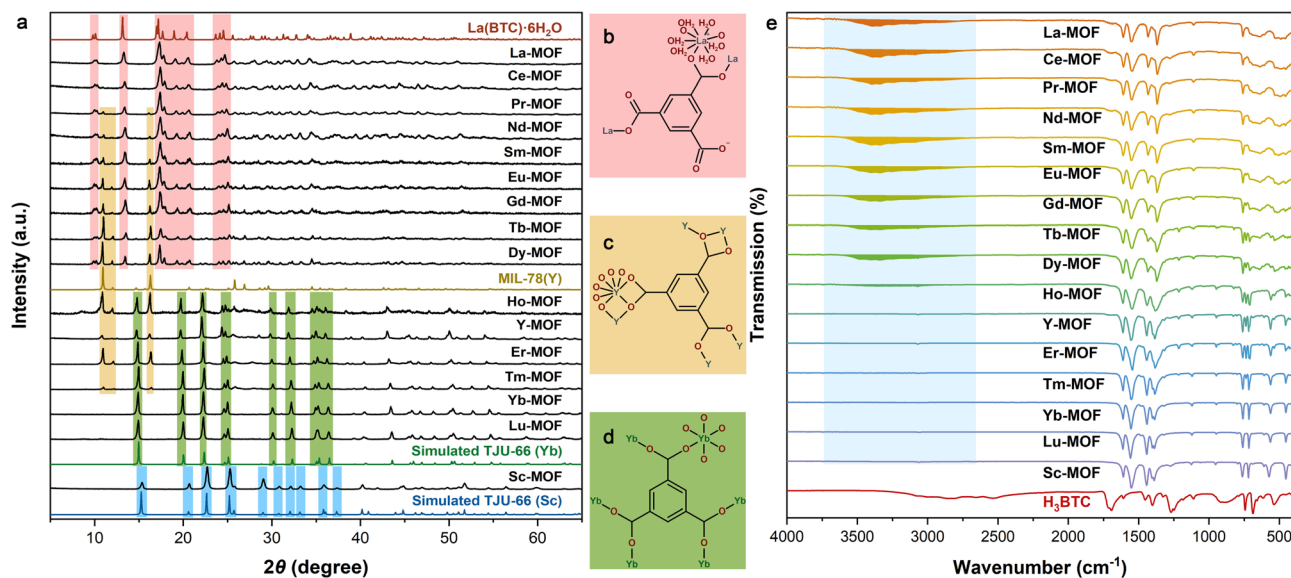 a
La(BTC)·6H₂O
La-MOF
Ce-MOF
Pr-MOF
Nd-MOF
Sm-MOF
Eu-MOF
Gd-MOF
Tb-MOF
Dy-MOF
MIL-78(Y)
Ho-MOF
Y-MOF
Er-MOF
Tm-MOF
Yb-MOF
Lu-MOF
Simulated TJU-66 (Yb)
Sc-MOF
Simulated TJU-66 (Sc)
Intensity (a.u.)
10 20 30 40 50 60
2θ (degree)
b
OH₂ H₂O
OH₂ La O
OH₂ H₂O
O H₂O
O La
O
La O
O⁻
O
c
Y Y
O O
O O
O O
O Y O
O O
Y
O O
Y Y
d
Yb O O
O O Yb O
O O
Yb O O Yb
O O
Yb Yb
e
La-MOF
Ce-MOF
Pr-MOF
Nd-MOF
Sm-MOF
Eu-MOF
Gd-MOF
Tb-MOF
Dy-MOF
Ho-MOF
Y-MOF
Er-MOF
Tm-MOF
Yb-MOF
Lu-MOF
Sc-MOF
H₃BTC
Transmission (%)
4000 3500 3000 2500 2000 1500 1000 500
Wavenumber (cm⁻¹)